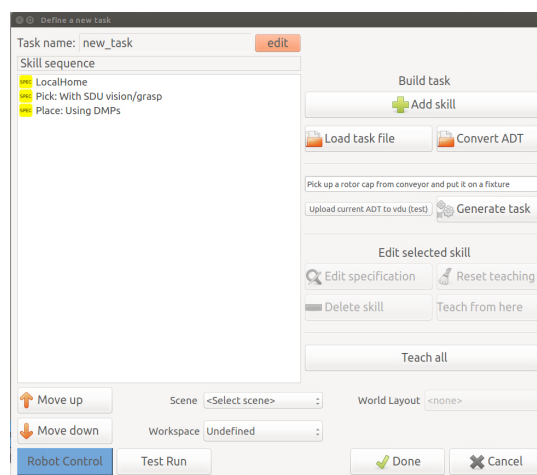 Define a new task
Task name: new_task edit
Skill sequence
SPEC LocalHome
SPEC Pick: With SDU vision/grasp
SPEC Place: Using DMPs
Build task
Add skill
Load task file Convert ADT
Pick up a rotor cap from conveyor and put it on a fixture
Upload current ADT to vdu (test) Generate task
Edit selected skill
Edit specification Reset teaching
Delete skill Teach from here
Teach all
Move up Scene <Select scene> World Layout <none>
Move down Workspace Undefined
Robot Control Test Run Done Cancel